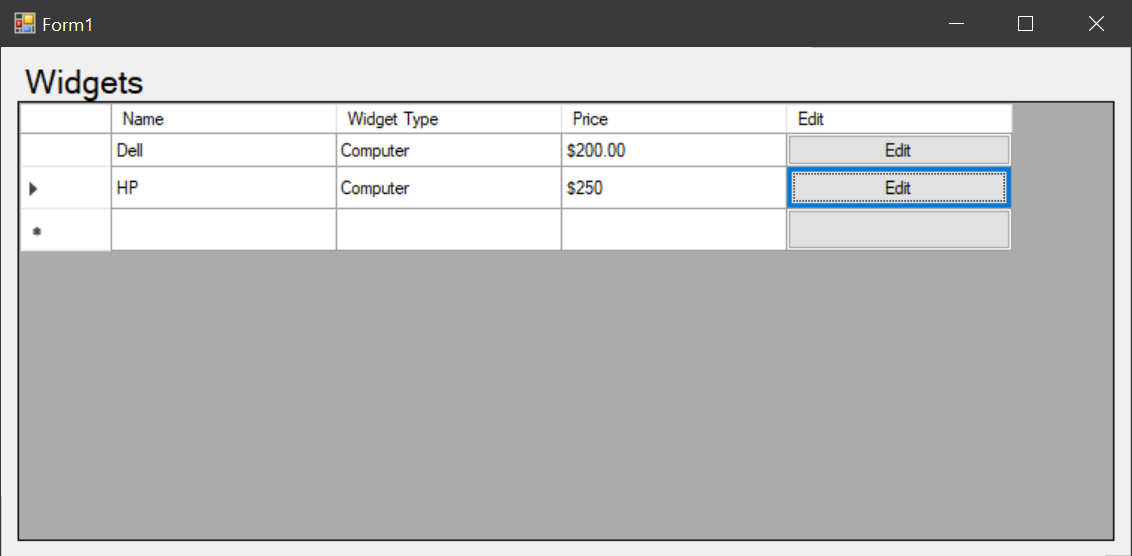 Form1
Widgets
Name Widget Type Price Edit
Dell Computer $200.00 Edit
HP Computer $250 Edit